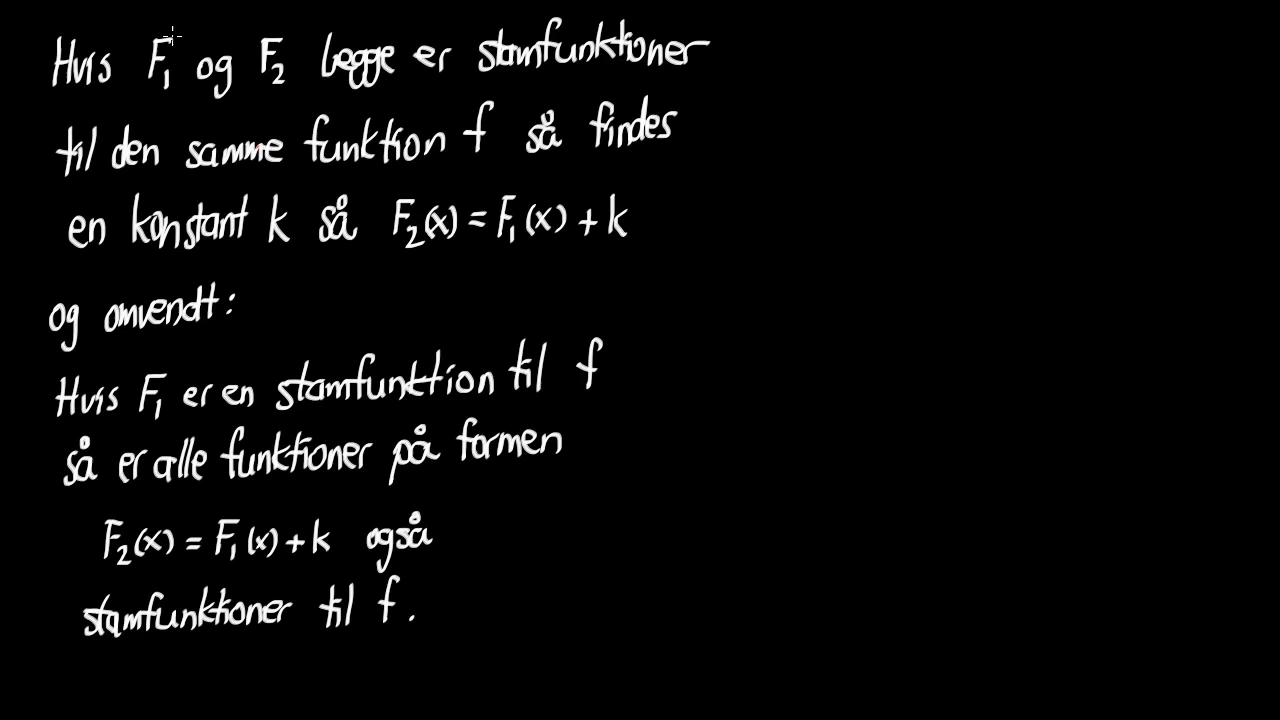 Hvis F₁ og F₂ begge er stamfunktioner
til den samme funktion f så findes
en konstant k så F₂(x) = F₁(x) + k
og omvendt:
Hvis F₁ er en stamfunktion til f
så er alle funktioner på formen
F₂(x) = F₁(x) + k også
stamfunktioner til f.